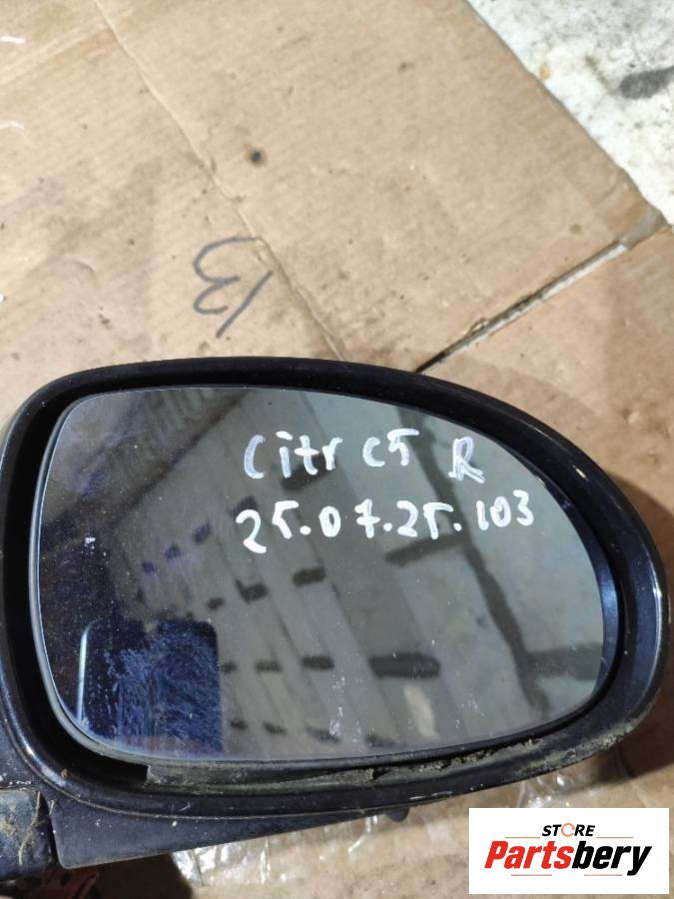 13
Citr C5 R
25.07.25.103
STORE
Partsbery